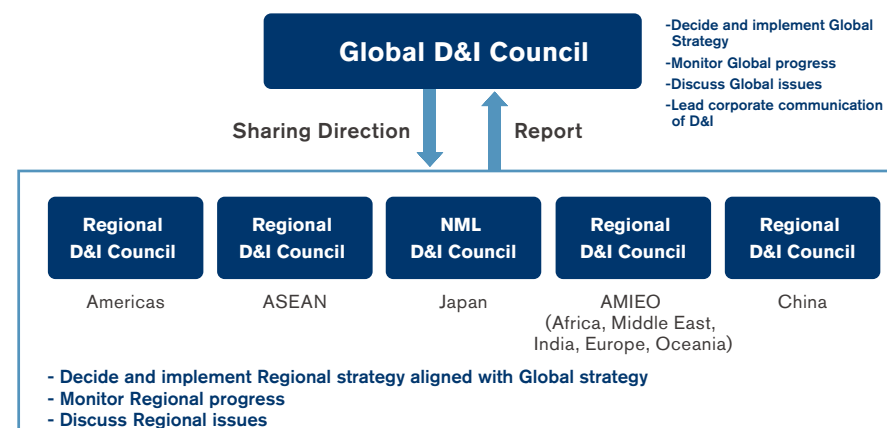 Global D&I Council
-Decide and implement Global
Strategy
-Monitor Global progress
-Discuss Global issues
-Lead corporate communication
of D&I
Sharing Direction
Report
Regional
D&I Council
Americas
Regional
D&I Council
ASEAN
NML
D&I Council
Japan
Regional
D&I Council
AMIEO
(Africa, Middle East,
India, Europe, Oceania)
Regional
D&I Council
China
- Decide and implement Regional strategy aligned with Global strategy
- Monitor Regional progress
- Discuss Regional issues